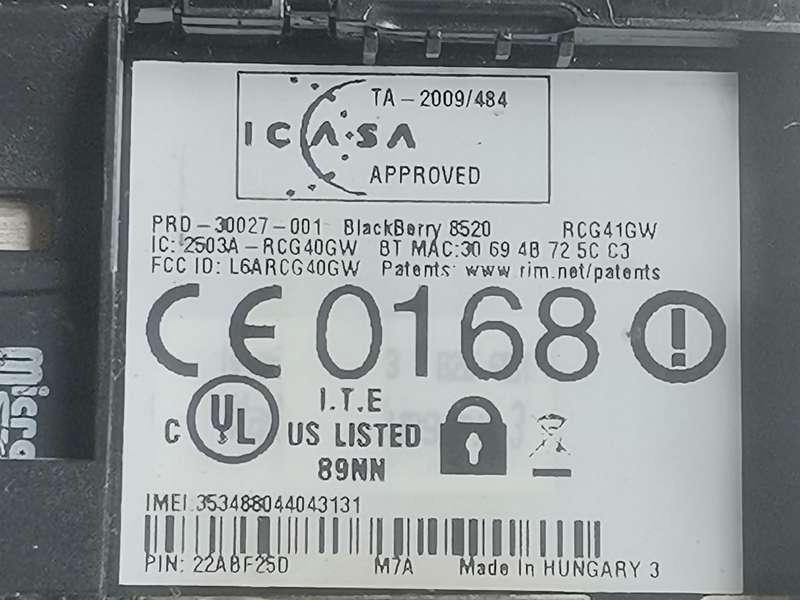 TA - 2009/484
ICASA
APPROVED
PRD-30027-001 BlackBerry 8520 RCG41GW
IC: 2503A-RCG40GW BT MAC:30 69 4B 72 5C C3
FCC ID: L6ARCG40GW Patents: www.rim.net/patents
CE 0168
I.T.E
C UL US LISTED
89NN
IMEI 353488044043131
PIN: 22ABF25D M7A Made In HUNGARY 3
Micro